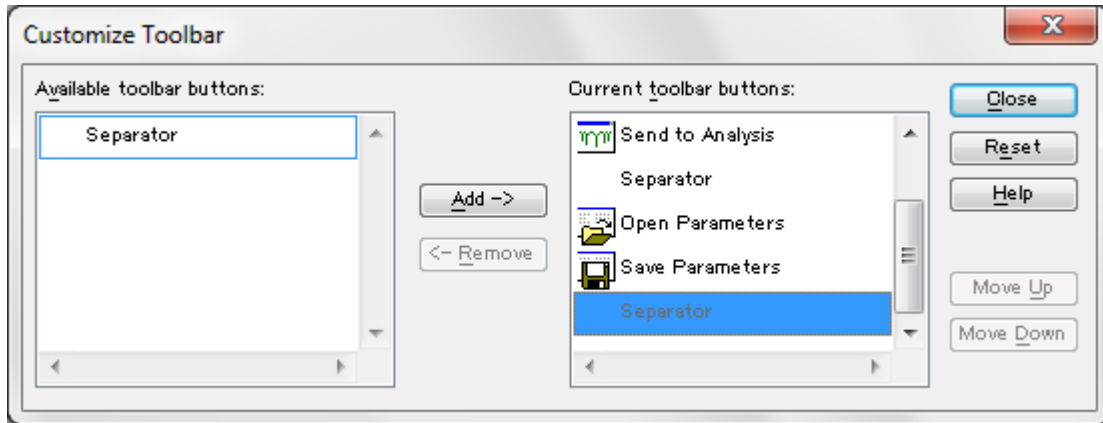 Customize Toolbar
Available toolbar buttons:
Separator
Add ->
<- Remove
Current toolbar buttons:
Send to Analysis
Separator
Open Parameters
Save Parameters
Separator
Close
Reset
Help
Move Up
Move Down